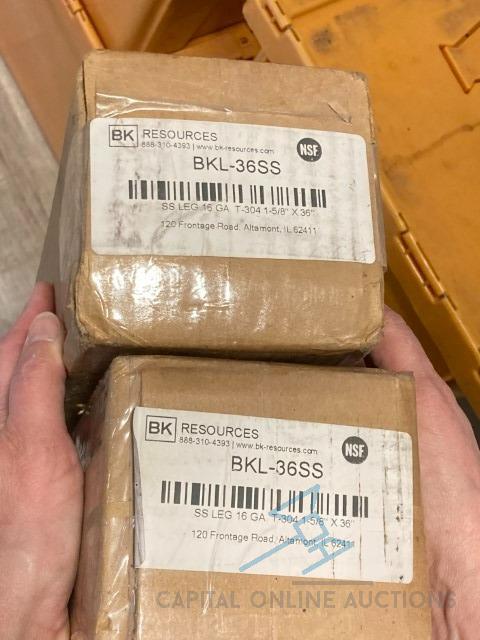 BK RESOURCES
888-310-4393 | www.bk-resources.com
NSF
BKL-36SS
SS LEG 16 GA T-304 1-5/8" X 36"
120 Frontage Road, Altamont, IL 62411
BK RESOURCES
888-310-4393 | www.bk-resources.com
NSF
BKL-36SS
SS LEG 16 GA T-304 1-5/8" X 36"
120 Frontage Road, Altamont, IL 62411
CAPITAL ONLINE AUCTIONS